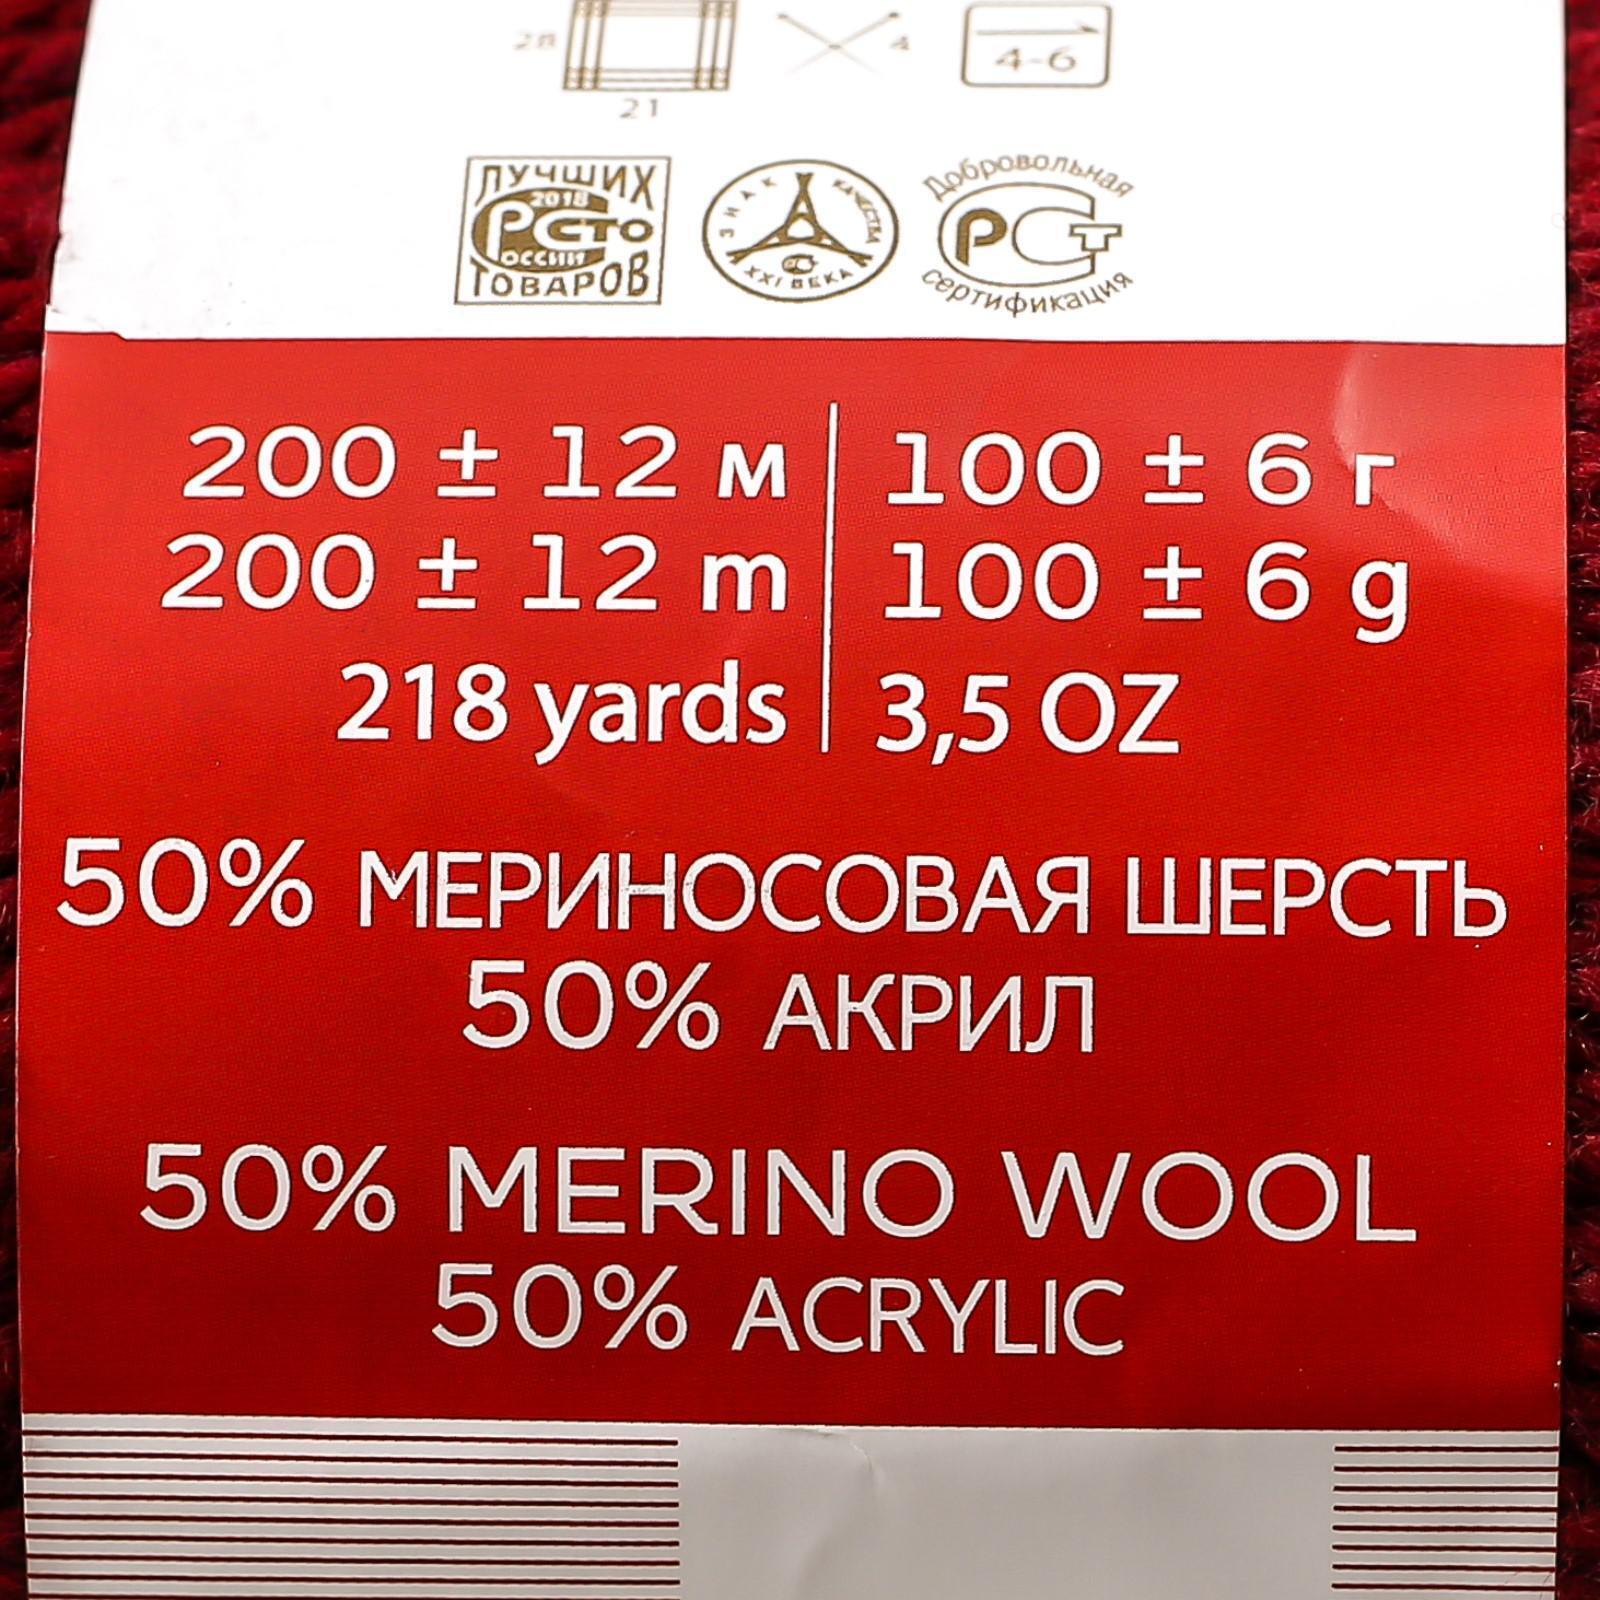 28
4
4-6
21
ЛУЧШИХ
2018
РСТО
ОССИИ
ТОВАРОВ
ЗНАК КАЧЕСТВА
XXI ВЕКА
Добровольная
РСТ
сертификация
200 ± 12 м
100 ± 6 г
200 ± 12 m
100 ± 6 g
218 yards
3,5 OZ
50% МЕРИНОСОВАЯ ШЕРСТЬ
50% АКРИЛ
50% MERINO WOOL
50% ACRYLIC